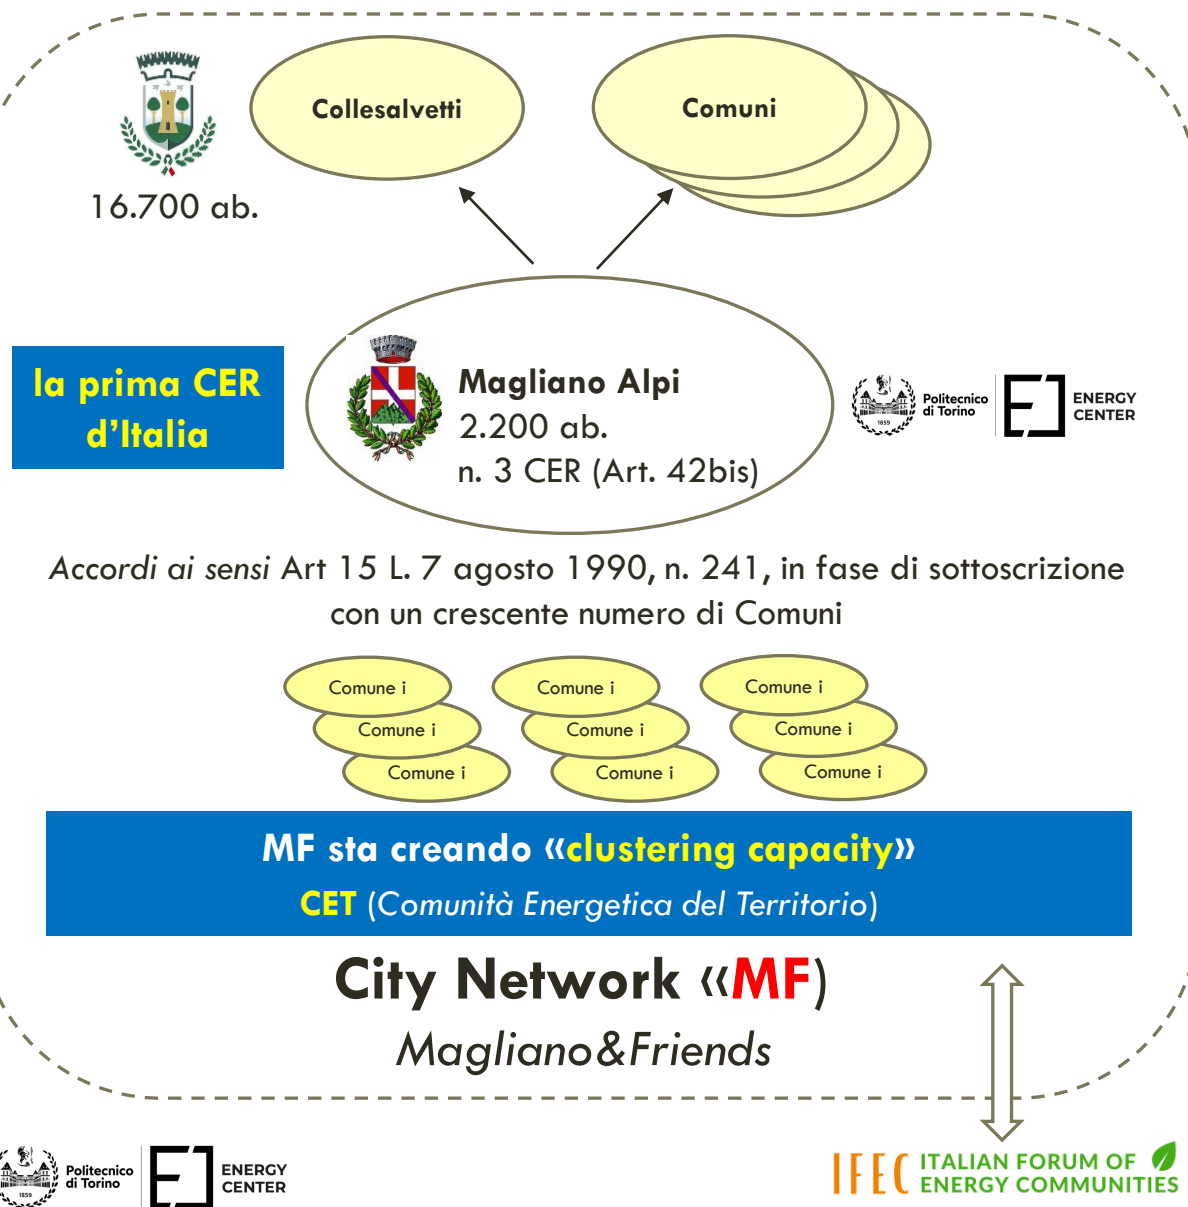 Collesalvetti
Comuni
16.700 ab.
la prima CER
d'Italia
Magliano Alpi
2.200 ab.
n. 3 CER (Art. 42bis)
Politecnico
di Torino
1859
ENERGY
CENTER
Accordi ai sensi Art 15 L. 7 agosto 1990, n. 241, in fase di sottoscrizione
con un crescente numero di Comuni
Comune i
Comune i
Comune i
Comune i
Comune i
Comune i
Comune i
Comune i
Comune i
MF sta creando «clustering capacity»
CET (Comunità Energetica del Territorio)
City Network «MF)
Magliano&Friends
Politecnico
di Torino
1859
ENERGY
CENTER
IFEC ITALIAN FORUM OF
ENERGY COMMUNITIES